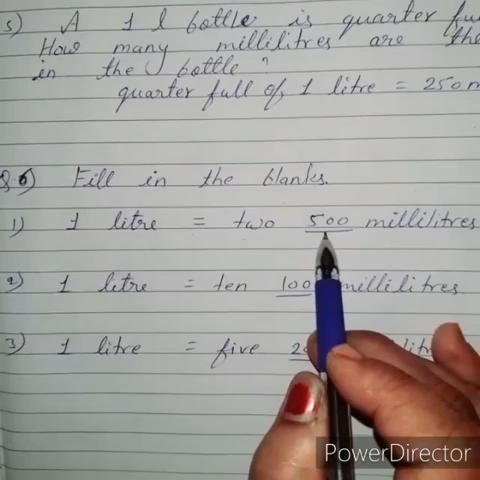 5) A 1 l bottle is quarter
How many millilitres are
in the bottle?
quarter full of 1 litre = 250
Q 6) Fill in the blanks.
1) 1 litre = two 500 millilitres
2) 1 litre = ten 100 millilitres
3) 1 litre = five
PowerDirector